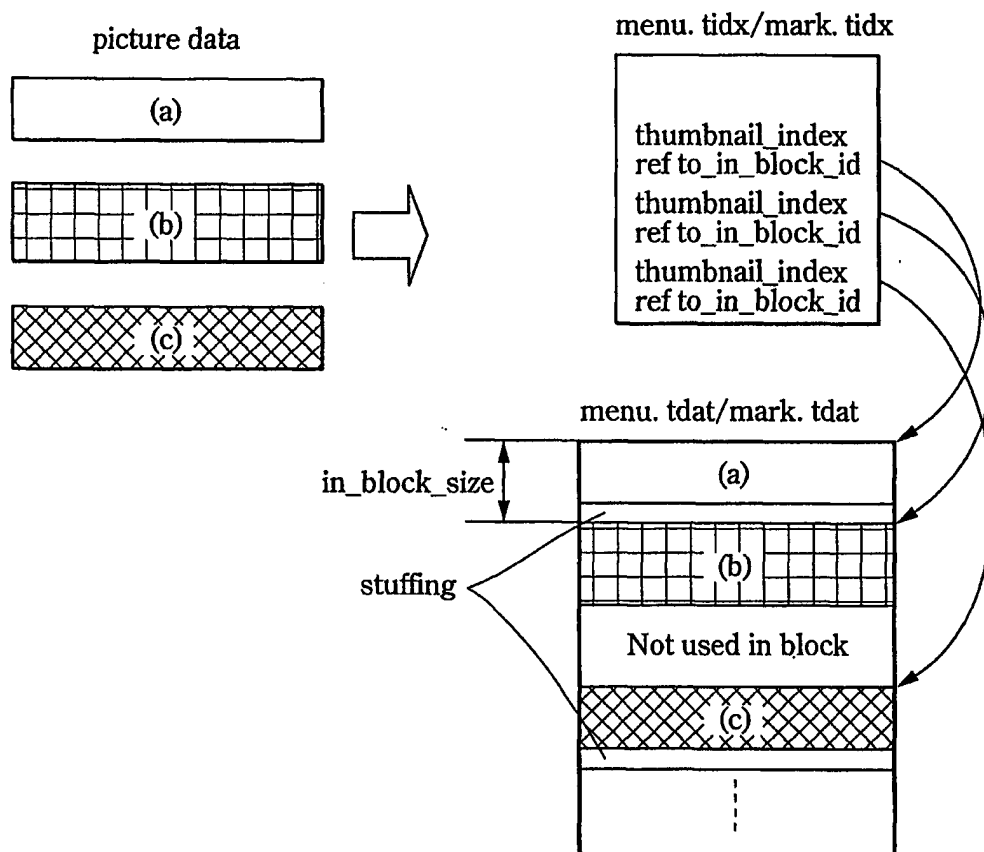 picture data
(a)
(b)
(c)
menu. tidx/mark. tidx
thumbnail_index
ref to_in_block_id
thumbnail_index
ref to_in_block_id
thumbnail_index
ref to_in_block_id
menu. tdat/mark. tdat
in_block_size
stuffing
(a)
(b)
Not used in block
(c)